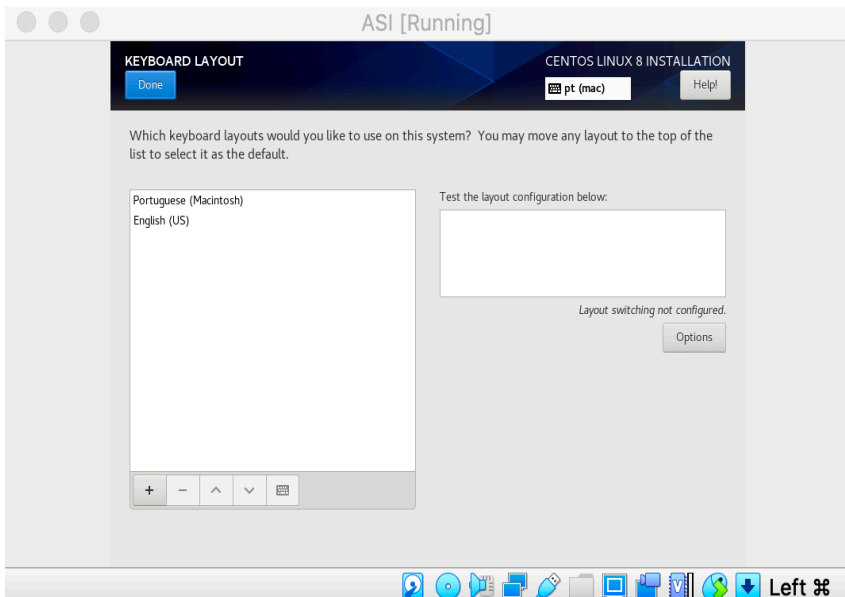 ASI [Running]
KEYBOARD LAYOUT
CENTOS LINUX 8 INSTALLATION
Done
pt (mac)
Help!
Which keyboard layouts would you like to use on this system? You may move any layout to the top of the
list to select it as the default.
Portuguese (Macintosh)
English (US)
Test the layout configuration below:
Layout switching not configured.
Options
+ −
V
Left ⌘